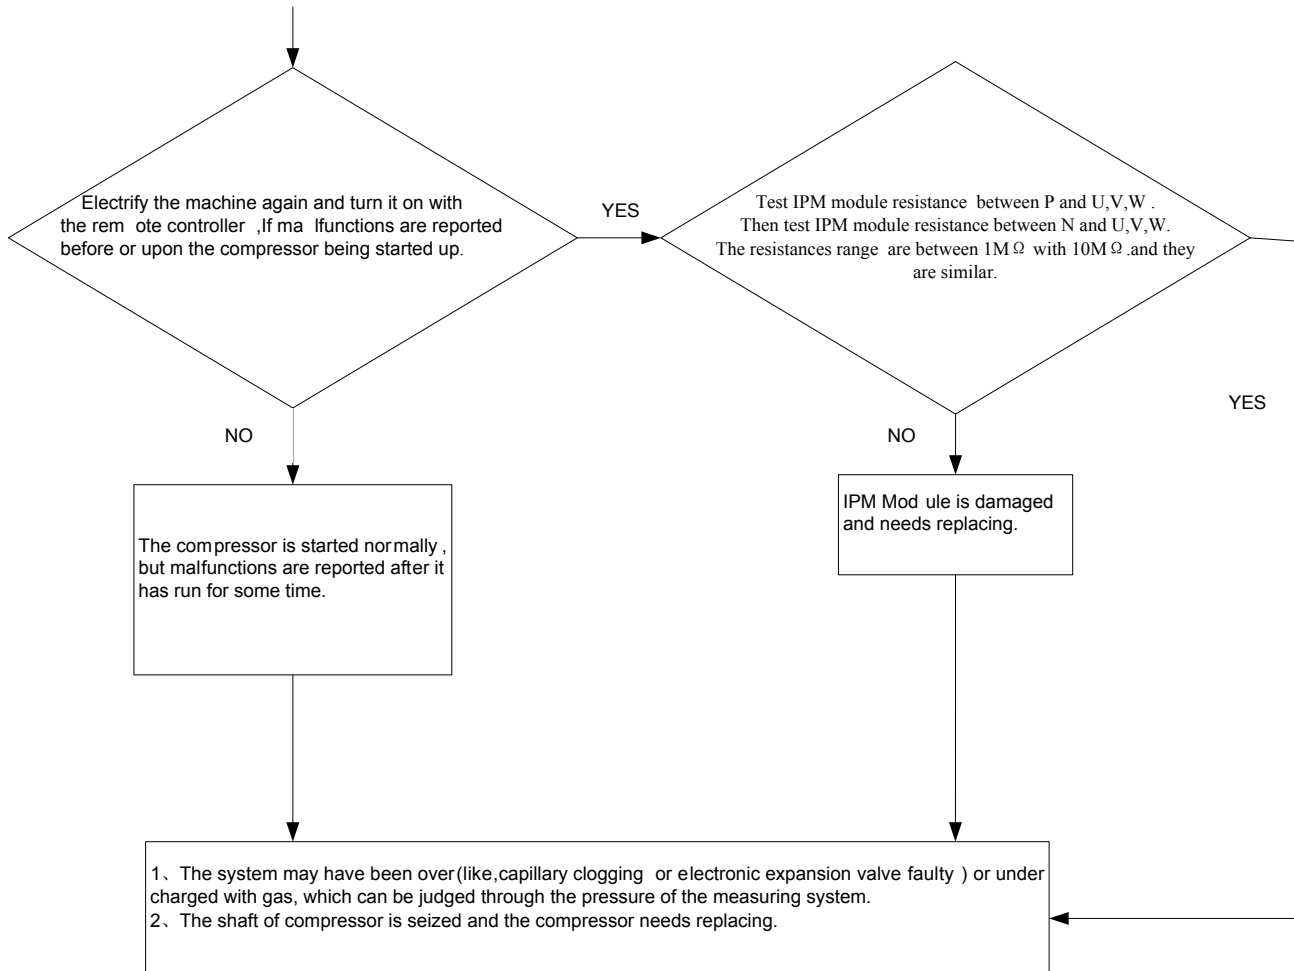 Electrify the machine again and turn it on with
the rem ote controller ,If ma lfunctions are reported
before or upon the compressor being started up.
YES
Test IPM module resistance between P and U,V,W .
Then test IPM module resistance between N and U,V,W.
The resistances range are between 1MΩ with 10MΩ.and they
are similar.
YES
NO
NO
The compressor is started normally ,
but malfunctions are reported after it
has run for some time.
IPM Mod ule is damaged
and needs replacing.
1、The system may have been over(like,capillary clogging or electronic expansion valve faulty ) or under
charged with gas, which can be judged through the pressure of the measuring system.
2、The shaft of compressor is seized and the compressor needs replacing.